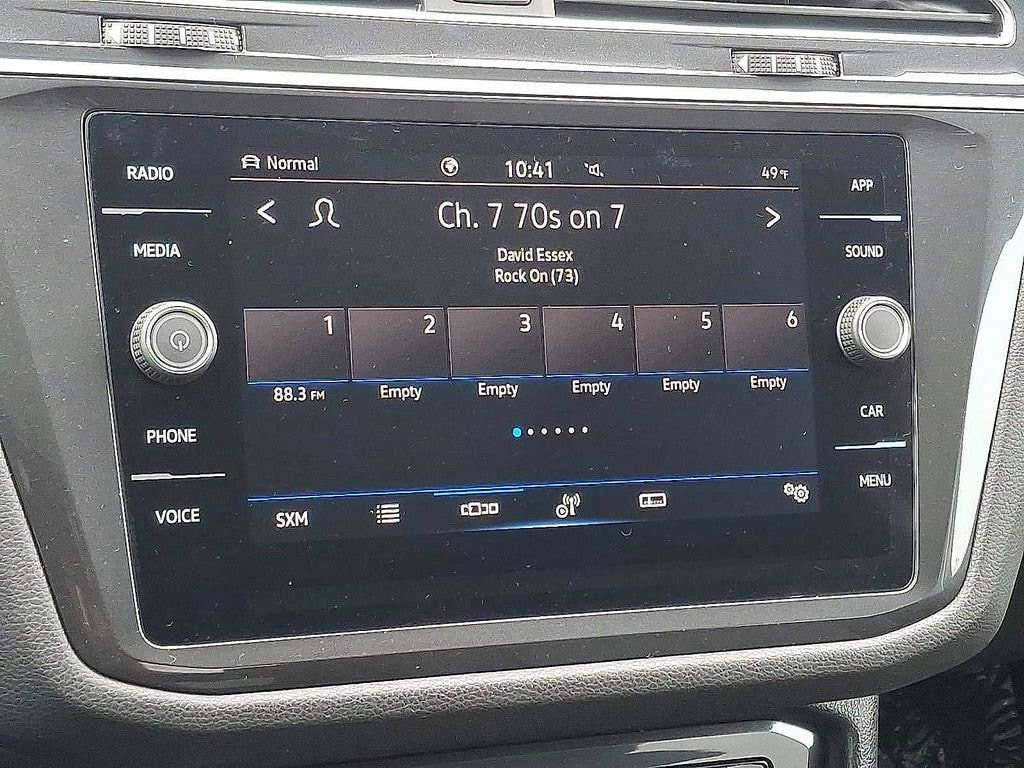 RADIO
MEDIA
PHONE
VOICE
Normal
10:41
49°F
Ch. 7 70s on 7
David Essex
Rock On (73)
1 2 3 4 5 6
88.3 FM Empty Empty Empty Empty Empty
SXM
APP
SOUND
CAR
MENU